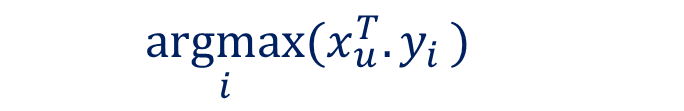 argmax(x_u^T . y_i )
i